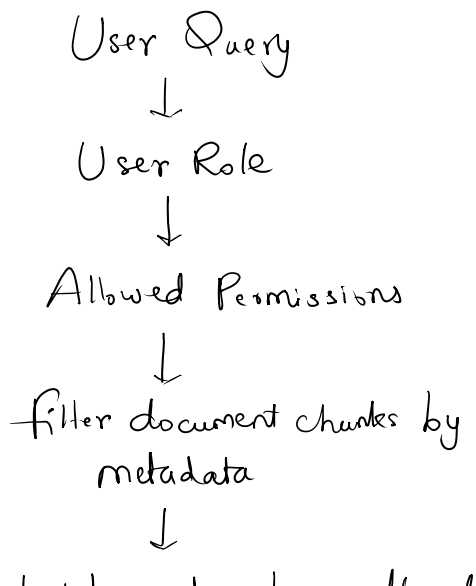 User Query
↓
User Role
↓
Allowed Permissions
↓
filter document chunks by
metadata
↓